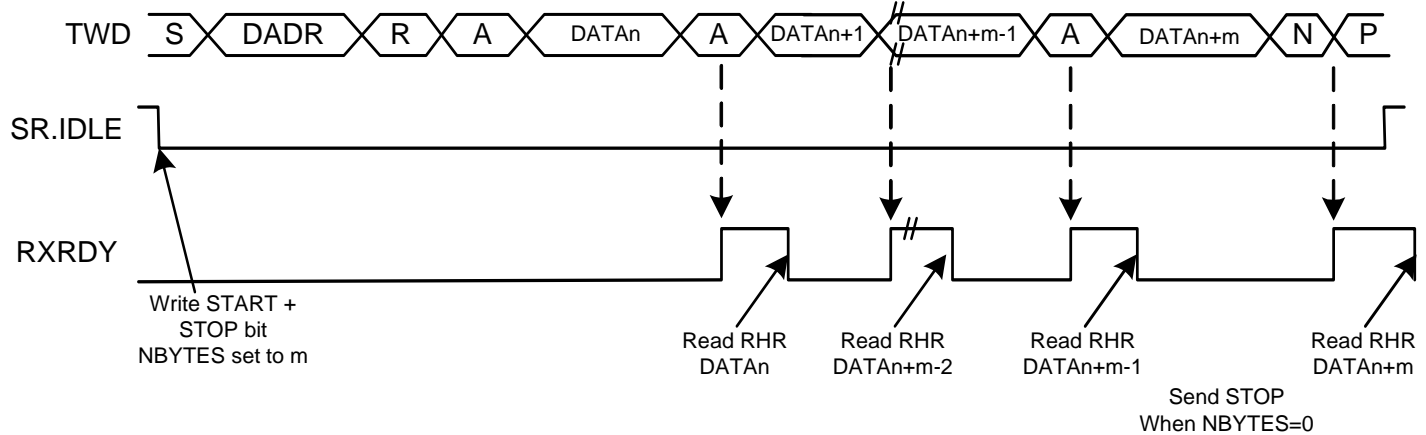 TWD S DADR R A DATAn A DATAn+1 DATAn+m-1 A DATAn+m N P
SR.IDLE
RXRDY
Write START +
STOP bit
NBYTES set to m
Read RHR
DATAn
Read RHR
DATAn+m-2
Read RHR
DATAn+m-1
Read RHR
DATAn+m
Send STOP
When NBYTES=0